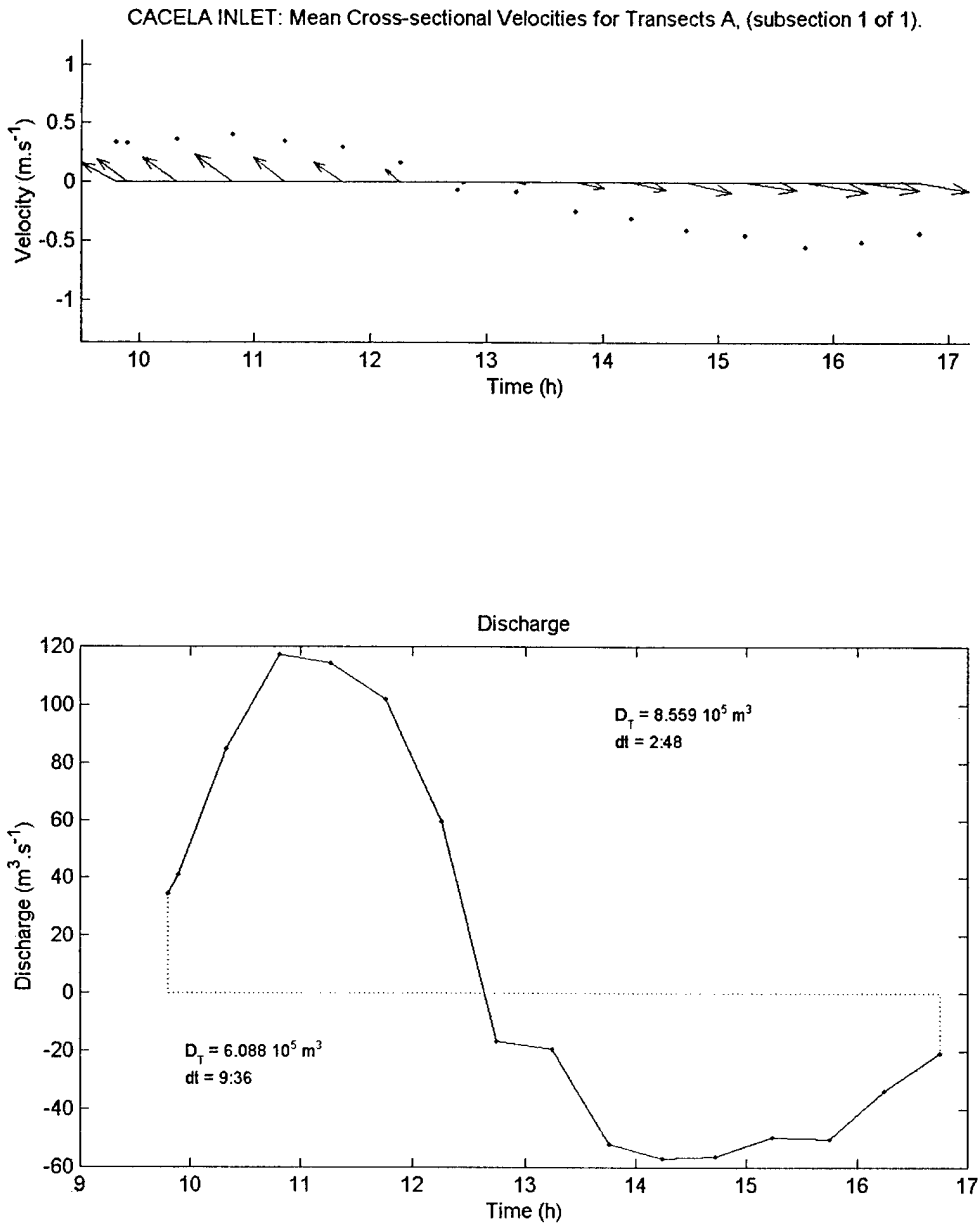 CACELA INLET: Mean Cross-sectional Velocities for Transects A, (subsection 1 of 1).
Velocity (m.s⁻¹)
1
0.5
0
-0.5
-1
10 11 12 13 14 15 16 17
Time (h)
Discharge
Discharge (m³.s⁻¹)
120
100
80
60
40
20
0
-20
-40
-60
D_T = 8.559 10⁵ m³
dt = 2:48
D_T = 6.088 10⁵ m³
dt = 9:36
9 10 11 12 13 14 15 16 17
Time (h)